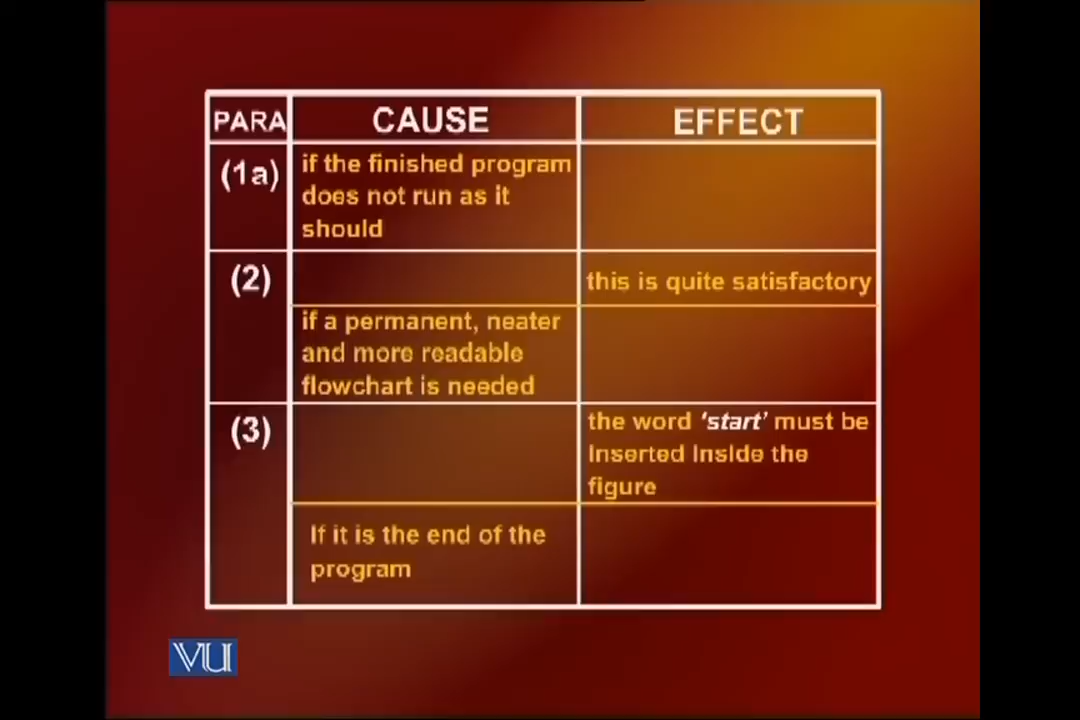 PARA CAUSE EFFECT
(1a) if the finished program
does not run as it
should
(2) this is quite satisfactory
if a permanent, neater
and more readable
flowchart is needed
(3) the word ‘start’ must be
Inserted Inside the
figure
If it is the end of the
program
VU